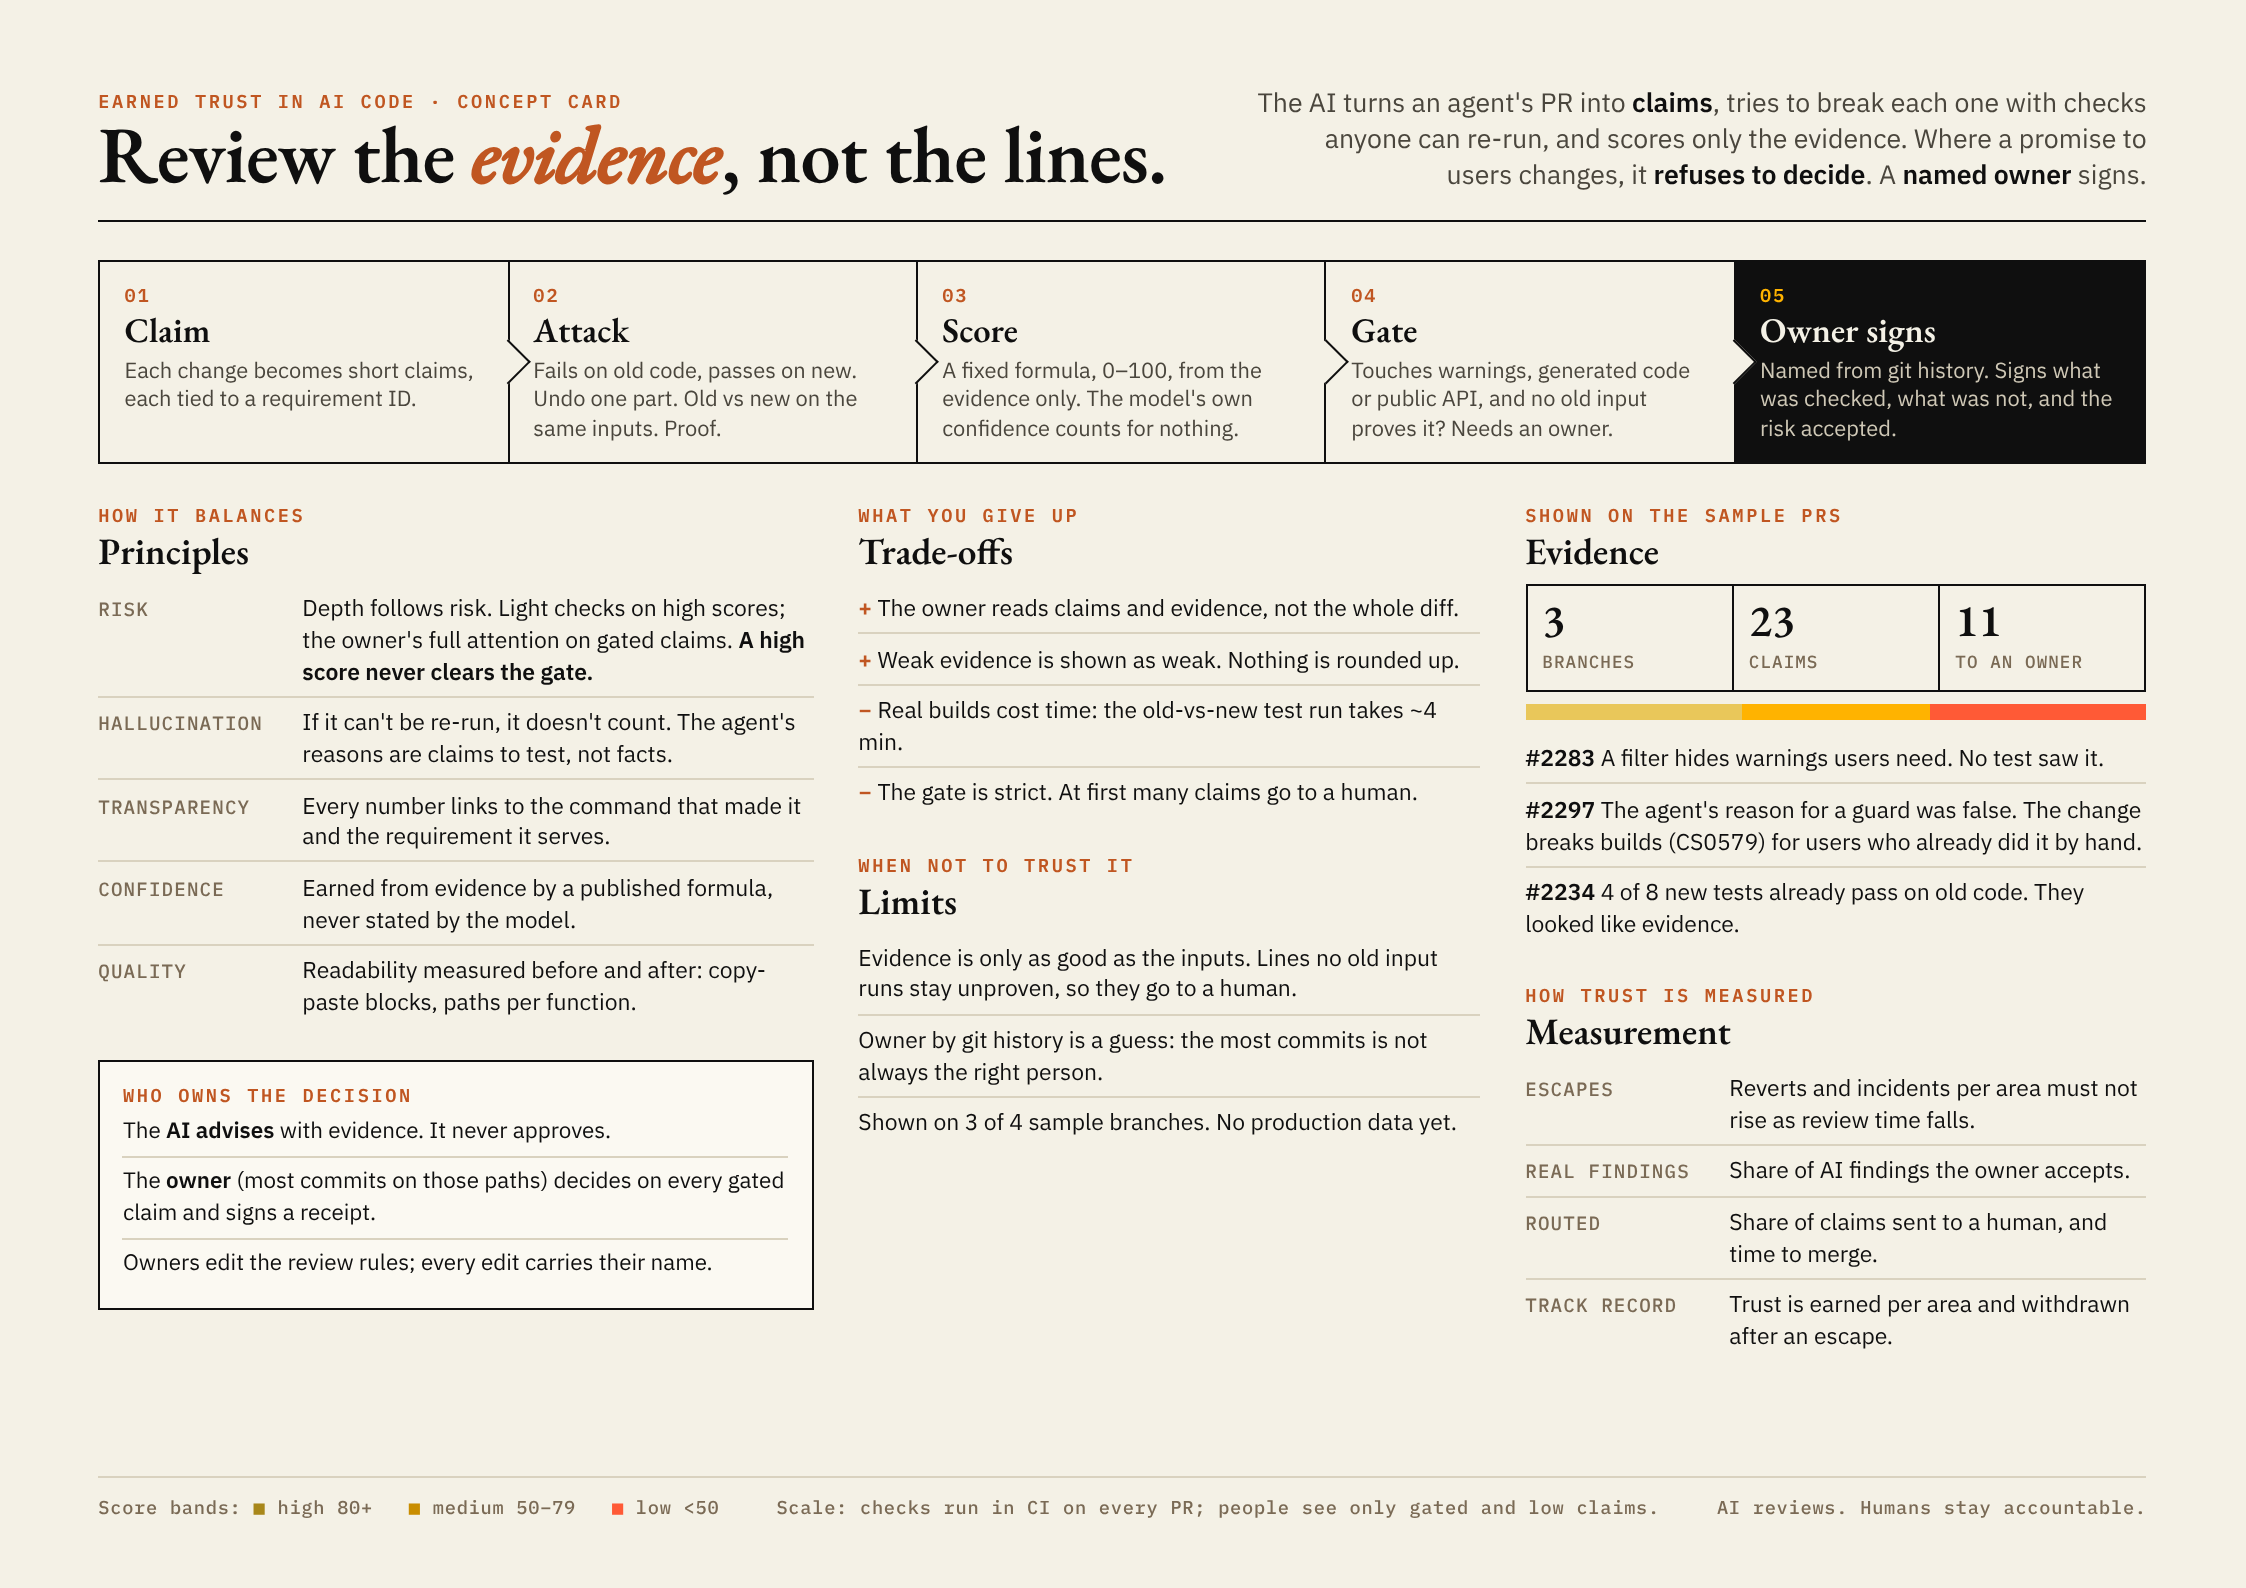 EARNED TRUST IN AI CODE · CONCEPT CARD
Review the evidence, not the lines.
The AI turns an agent's PR into claims, tries to break each one with checks
anyone can re-run, and scores only the evidence. Where a promise to
users changes, it refuses to decide. A named owner signs.
01
Claim
Each change becomes short claims,
each tied to a requirement ID.
02
Attack
Fails on old code, passes on new.
Undo one part. Old vs new on the
same inputs. Proof.
03
Score
A fixed formula, 0–100, from the
evidence only. The model's own
confidence counts for nothing.
04
Gate
Touches warnings, generated code
or public API, and no old input
proves it? Needs an owner.
05
Owner signs
Named from git history. Signs what
was checked, what was not, and the
risk accepted.
HOW IT BALANCES
Principles
RISK
Depth follows risk. Light checks on high scores;
the owner's full attention on gated claims. A high
score never clears the gate.
HALLUCINATION
If it can't be re-run, it doesn't count. The agent's
reasons are claims to test, not facts.
TRANSPARENCY
Every number links to the command that made it
and the requirement it serves.
CONFIDENCE
Earned from evidence by a published formula,
never stated by the model.
QUALITY
Readability measured before and after: copy-
paste blocks, paths per function.
WHO OWNS THE DECISION
The AI advises with evidence. It never approves.
The owner (most commits on those paths) decides on every gated
claim and signs a receipt.
Owners edit the review rules; every edit carries their name.
WHAT YOU GIVE UP
Trade-offs
+ The owner reads claims and evidence, not the whole diff.
+ Weak evidence is shown as weak. Nothing is rounded up.
– Real builds cost time: the old-vs-new test run takes ~4
min.
– The gate is strict. At first many claims go to a human.
WHEN NOT TO TRUST IT
Limits
Evidence is only as good as the inputs. Lines no old input
runs stay unproven, so they go to a human.
Owner by git history is a guess: the most commits is not
always the right person.
Shown on 3 of 4 sample branches. No production data yet.
SHOWN ON THE SAMPLE PRS
Evidence
3
BRANCHES
23
CLAIMS
11
TO AN OWNER
#2283 A filter hides warnings users need. No test saw it.
#2297 The agent's reason for a guard was false. The change
breaks builds (CS0579) for users who already did it by hand.
#2234 4 of 8 new tests already pass on old code. They
looked like evidence.
HOW TRUST IS MEASURED
Measurement
ESCAPES
Reverts and incidents per area must not
rise as review time falls.
REAL FINDINGS
Share of AI findings the owner accepts.
ROUTED
Share of claims sent to a human, and
time to merge.
TRACK RECORD
Trust is earned per area and withdrawn
after an escape.
Score bands: ■ high 80+ ■ medium 50–79 ■ low <50
Scale: checks run in CI on every PR; people see only gated and low claims.
AI reviews. Humans stay accountable.